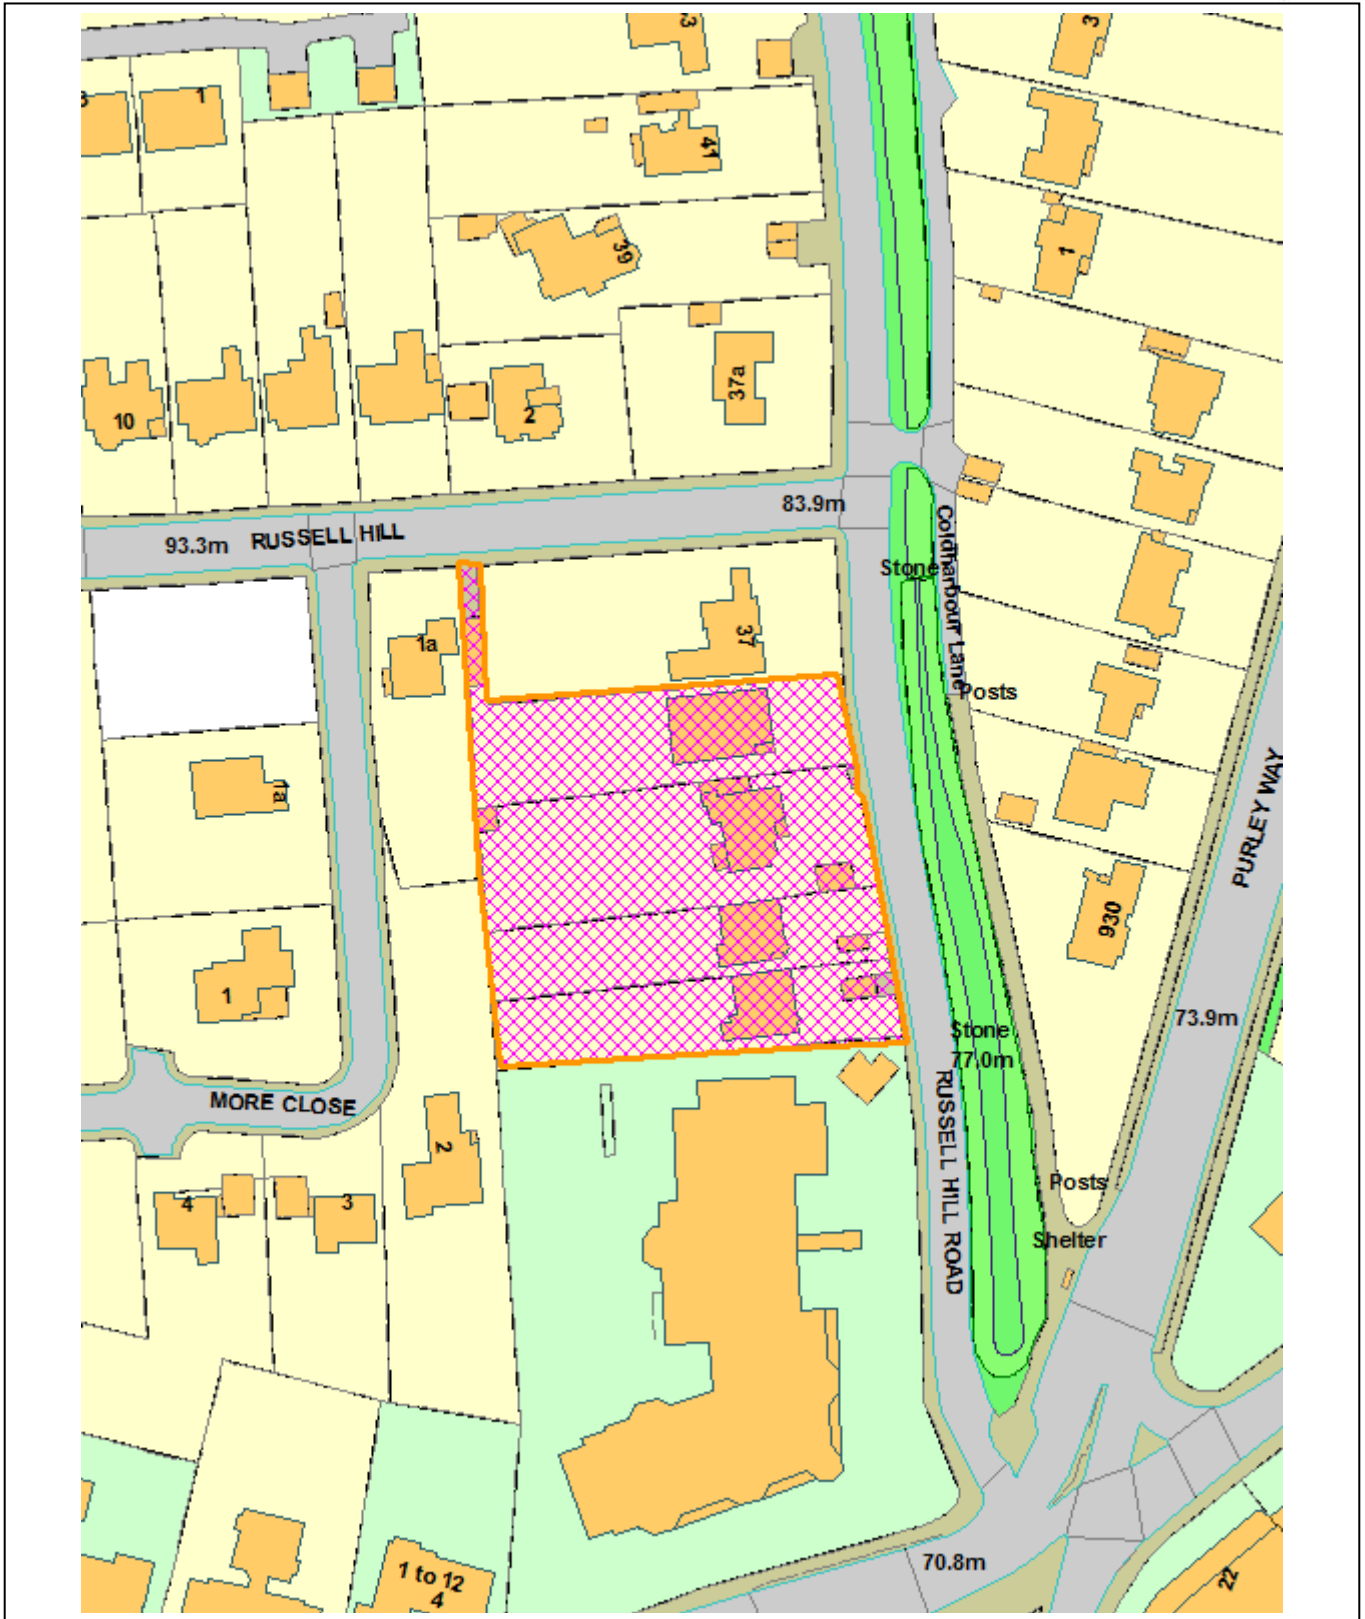 3
3
1
41
39
1
37a
2
10
83.9m
93.3m
RUSSELL HILL
Coldharbour Lane
Stone
37
1a
Posts
1a
PURLEY WAY
930
1
73.9m
Stone
77.0m
MORE CLOSE
RUSSELL HILL ROAD
2
Posts
4
3
Shelter
70.8m
1 to 12
4
22